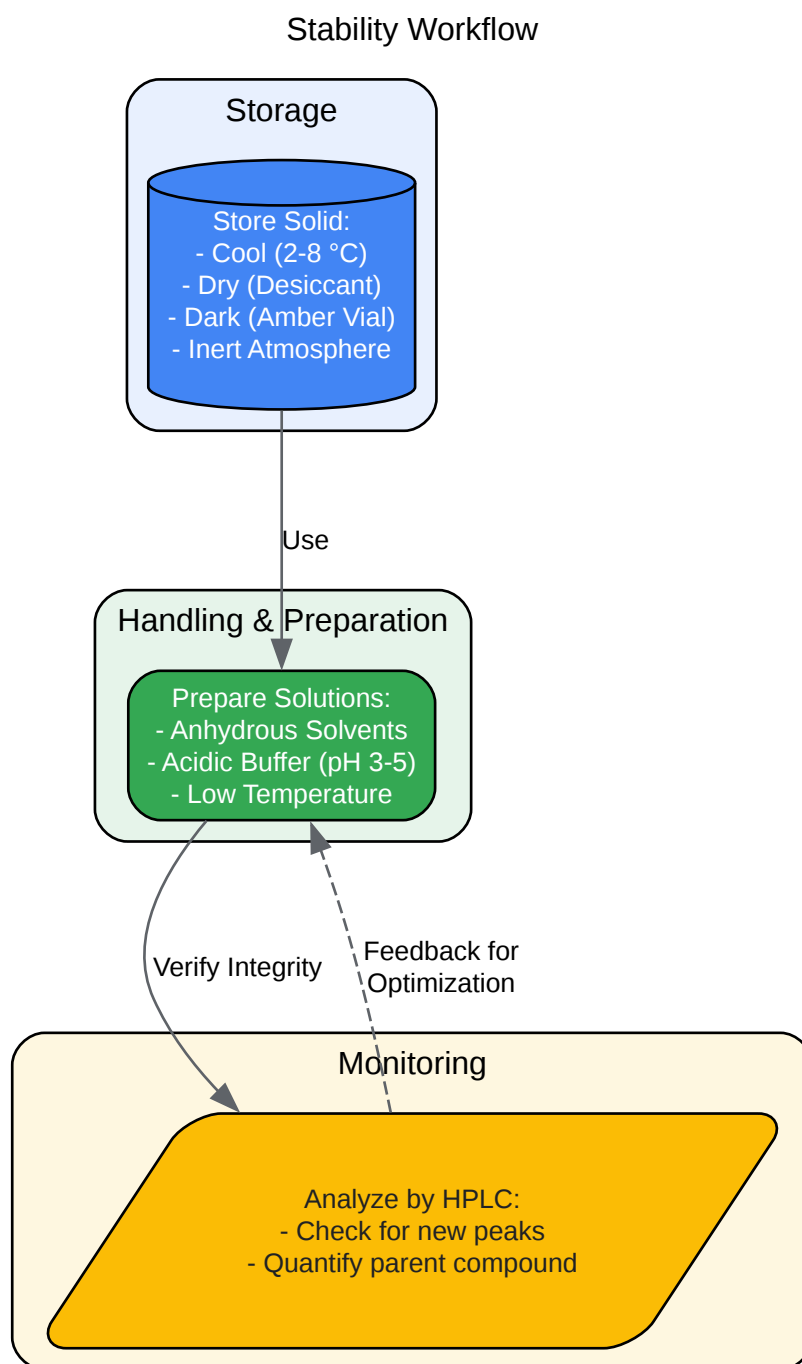 Stability Workflow
Storage
Store Solid:
- Cool (2-8 °C)
- Dry (Desiccant)
- Dark (Amber Vial)
- Inert Atmosphere
Use
Handling & Preparation
Prepare Solutions:
- Anhydrous Solvents
- Acidic Buffer (pH 3-5)
- Low Temperature
Verify Integrity
Feedback for
Optimization
Monitoring
Analyze by HPLC:
- Check for new peaks
- Quantify parent compound